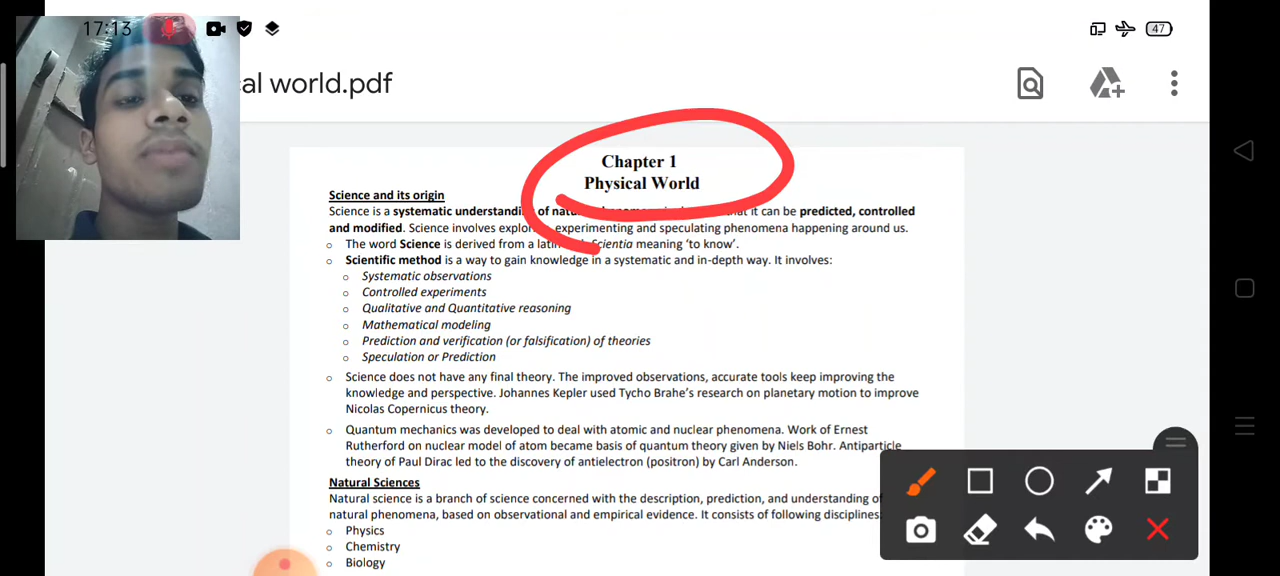 17:13
47
al world.pdf
Chapter 1
Physical World
Science and its origin
Science is a systematic understanding of it can be predicted, controlled
and modified. Science involves experimenting and speculating phenomena happening around us.
The word Science is derived from a Scientia meaning ‘to know’.
Scientific method is a way to gain knowledge in a systematic and in-depth way. It involves:
Systematic observations
Controlled experiments
Qualitative and Quantitative reasoning
Mathematical modeling
Prediction and verification (or falsification) of theories
Speculation or Prediction
Science does not have any final theory. The improved observations, accurate tools keep improving the
knowledge and perspective. Johannes Kepler used Tycho Brahe’s research on planetary motion to improve
Nicolas Copernicus theory.
Quantum mechanics was developed to deal with atomic and nuclear phenomena. Work of Ernest
Rutherford on nuclear model of atom became basis of quantum theory given by Niels Bohr. Antiparticle
theory of Paul Dirac led to the discovery of antielectron (positron) by Carl Anderson.
Natural Sciences
Natural science is a branch of science concerned with the description, prediction, and understanding of
natural phenomena, based on observational and empirical evidence. It consists of following disciplines:
Physics
Chemistry
Biology